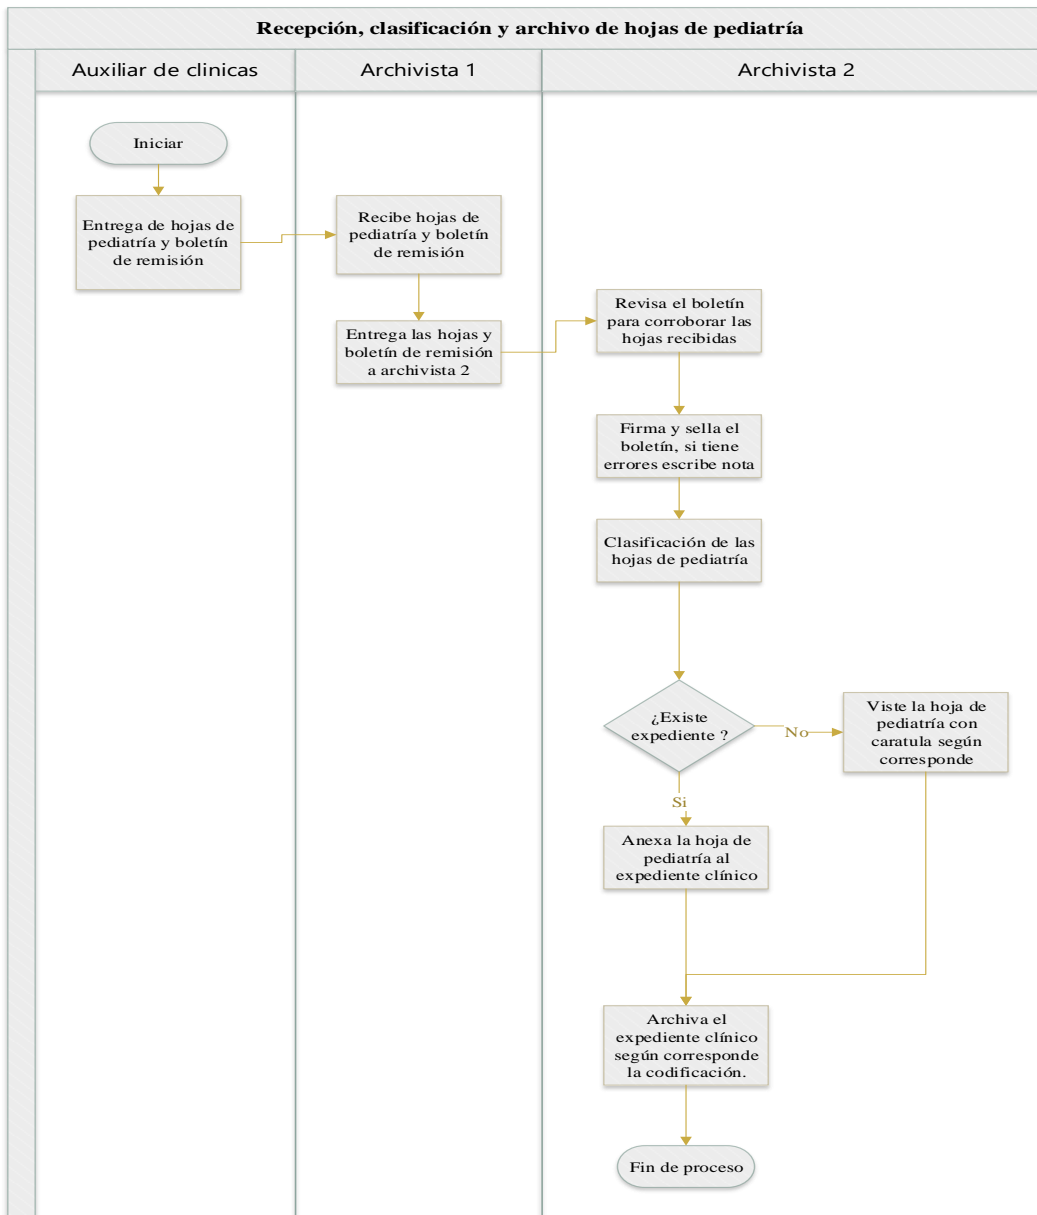 Recepción, clasificación y archivo de hojas de pediatría
Auxiliar de clinicas
Archivista 1
Archivista 2
Iniciar
Entrega de hojas de
pediatría y boletín
de remisión
Recibe hojas de
pediatría y boletín
de remisión
Entrega las hojas y
boletín de remisión
a archivista 2
Revisa el boletín
para corroborar las
hojas recibidas
Firma y sella el
boletín, si tiene
errores escribe nota
Clasificación de las
hojas de pediatría
¿Existe
expediente ?
No
Viste la hoja de
pediatría con
caratula según
corresponde
Si
Anexa la hoja de
pediatría al
expediente clínico
Archiva el
expediente clínico
según corresponde
la codificación.
Fin de proceso